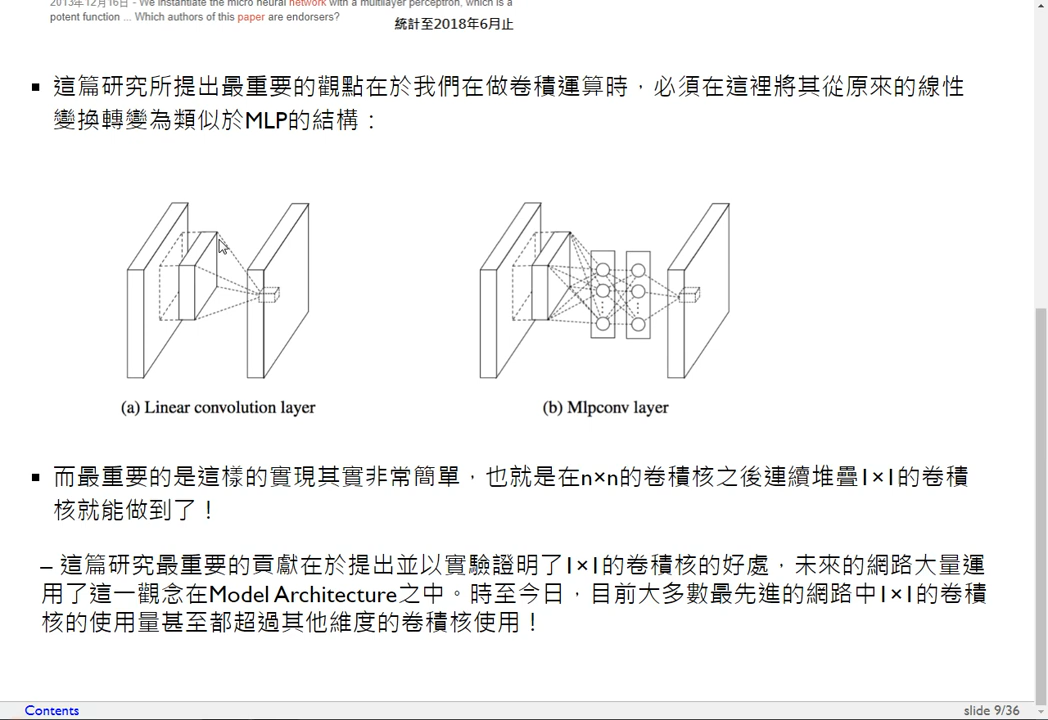 2013年12月16日 - We instantiate the micro neural network with a multilayer perceptron, which is a
potent function ... Which authors of this paper are endorsers?
統計至2018年6月止
▪ 這篇研究所提出最重要的觀點在於我們在做卷積運算時，必須在這裡將其從原來的線性
變換轉變為類似於MLP的結構：
(a) Linear convolution layer
(b) Mlpconv layer
▪ 而最重要的是這樣的實現其實非常簡單，也就是在n×n的卷積核之後連續堆疊1×1的卷積
核就能做到了！
– 這篇研究最重要的貢獻在於提出並以實驗證明了1×1的卷積核的好處，未來的網路大量運
用了這一觀念在Model Architecture之中。時至今日，目前大多數最先進的網路中1×1的卷積
核的使用量甚至都超過其他維度的卷積核使用！
Contents
slide 9/36